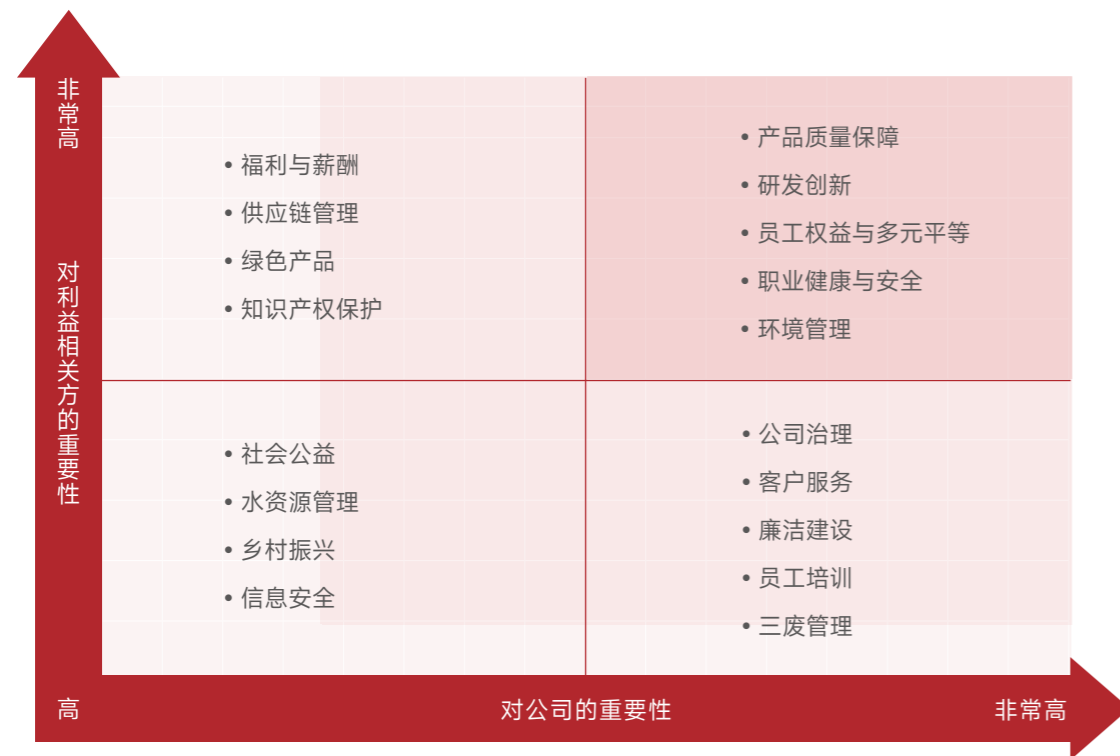 非常高
对利益相关方的重要性
• 福利与薪酬
• 供应链管理
• 绿色产品
• 知识产权保护
• 产品质量保障
• 研发创新
• 员工权益与多元平等
• 职业健康与安全
• 环境管理
• 社会公益
• 水资源管理
• 乡村振兴
• 信息安全
• 公司治理
• 客户服务
• 廉洁建设
• 员工培训
• 三废管理
高
对公司的重要性
非常高